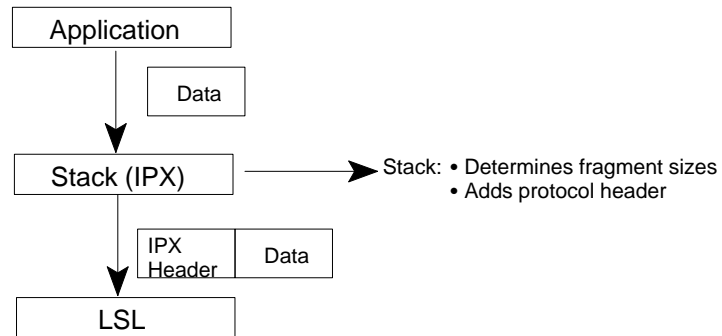 Application
Data
Stack (IPX)
Stack: • Determines fragment sizes
• Adds protocol header
IPX
Header
Data
LSL